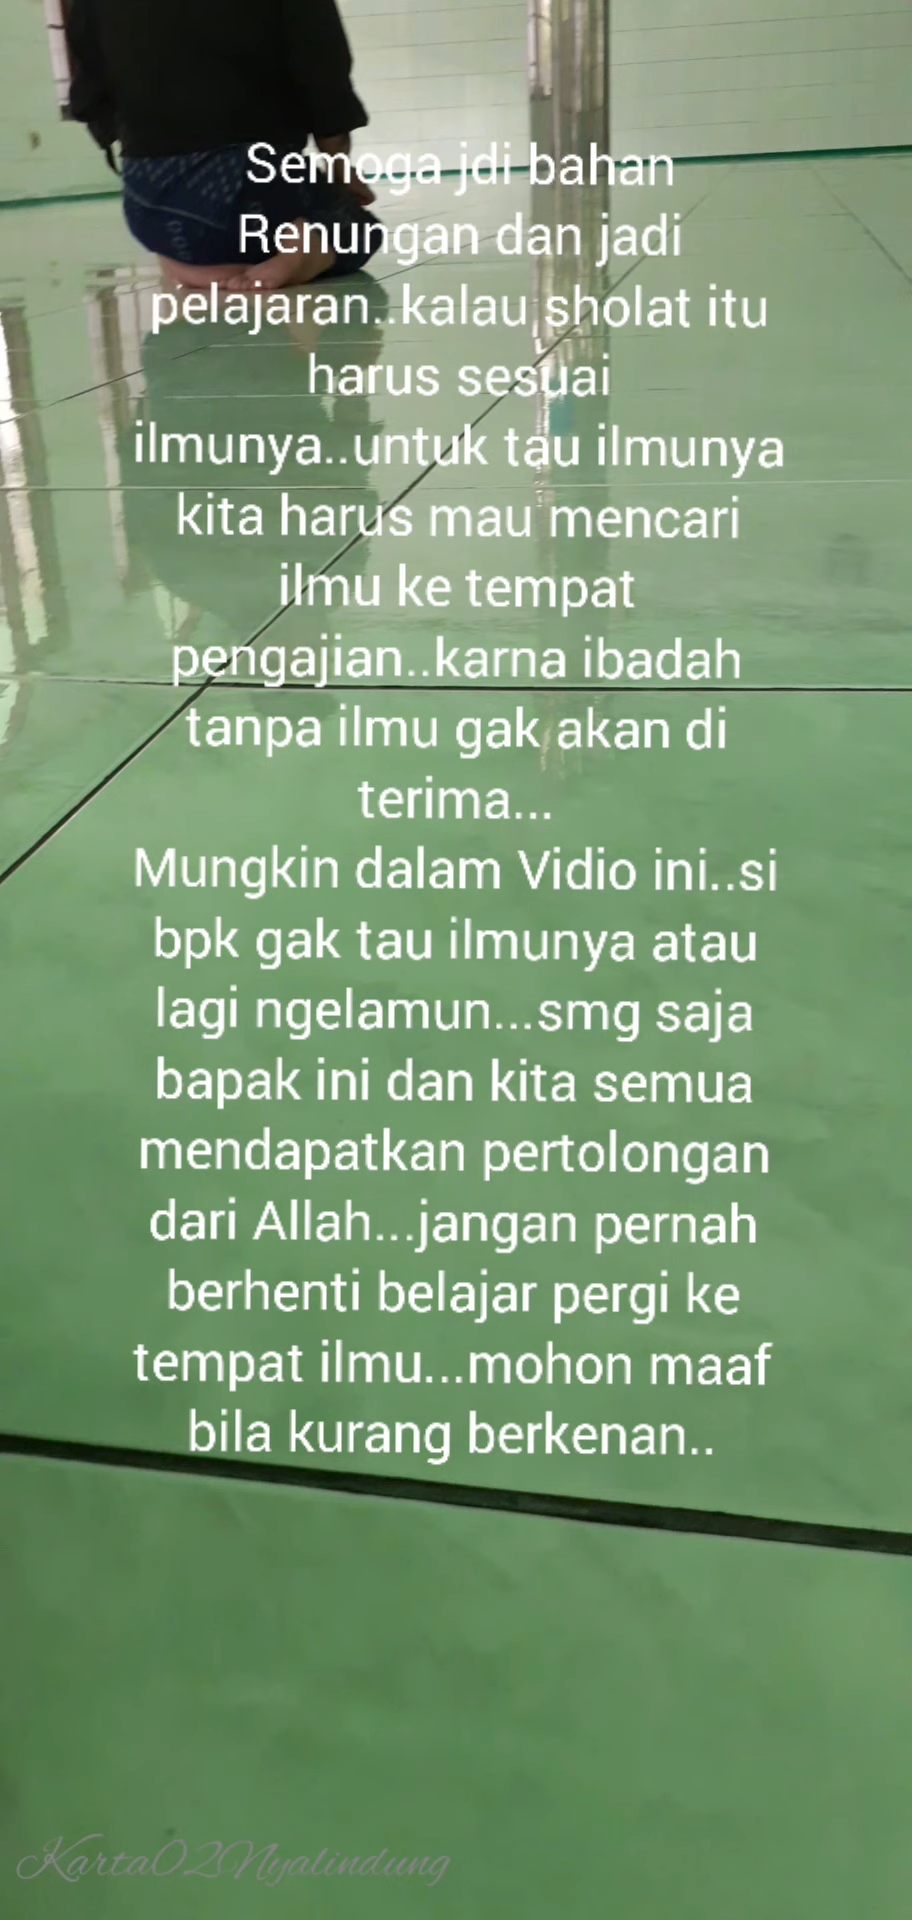 Semoga jdi bahan
Renungan dan jadi
pelajaran..kalau sholat itu
harus sesuai
ilmunya..untuk tau ilmunya
kita harus mau mencari
ilmu ke tempat
pengajian..karna ibadah
tanpa ilmu gak akan di
terima...
Mungkin dalam Vidio ini..si
bpk gak tau ilmunya atau
lagi ngelamun...smg saja
bapak ini dan kita semua
mendapatkan pertolongan
dari Allah...jangan pernah
berhenti belajar pergi ke
tempat ilmu...mohon maaf
bila kurang berkenan..
Karta02Nyalindung